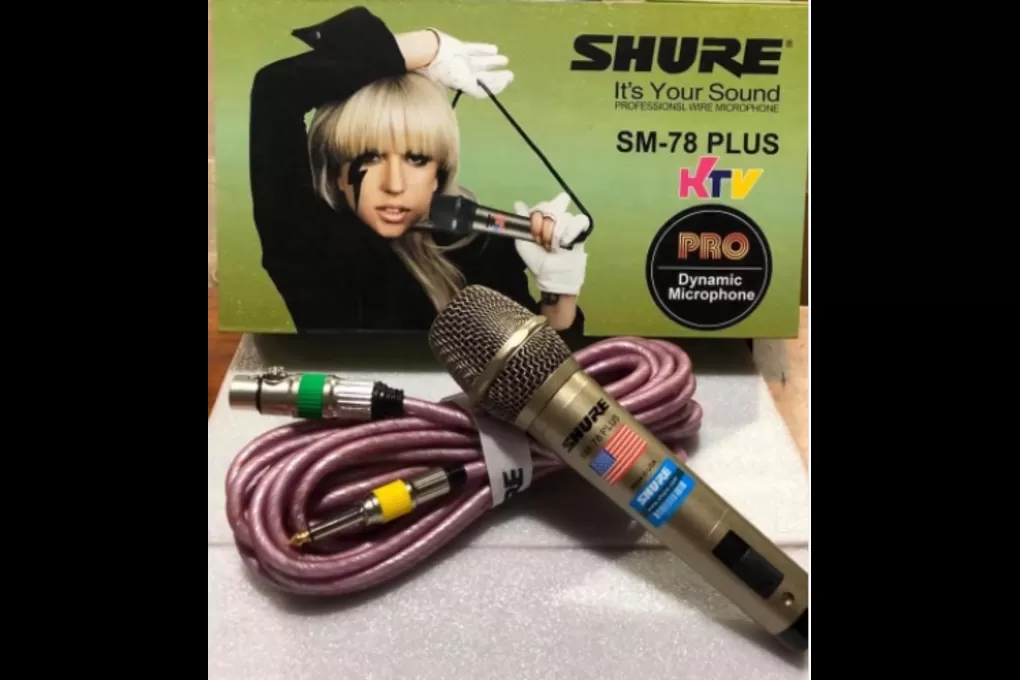 SHURE®
It's Your Sound
PROFESSIONSL WIRE MICROPHONE
SM-78 PLUS
KTV
PRO
Dynamic
Microphone
SHURE
SM-78 PLUS
SHURE